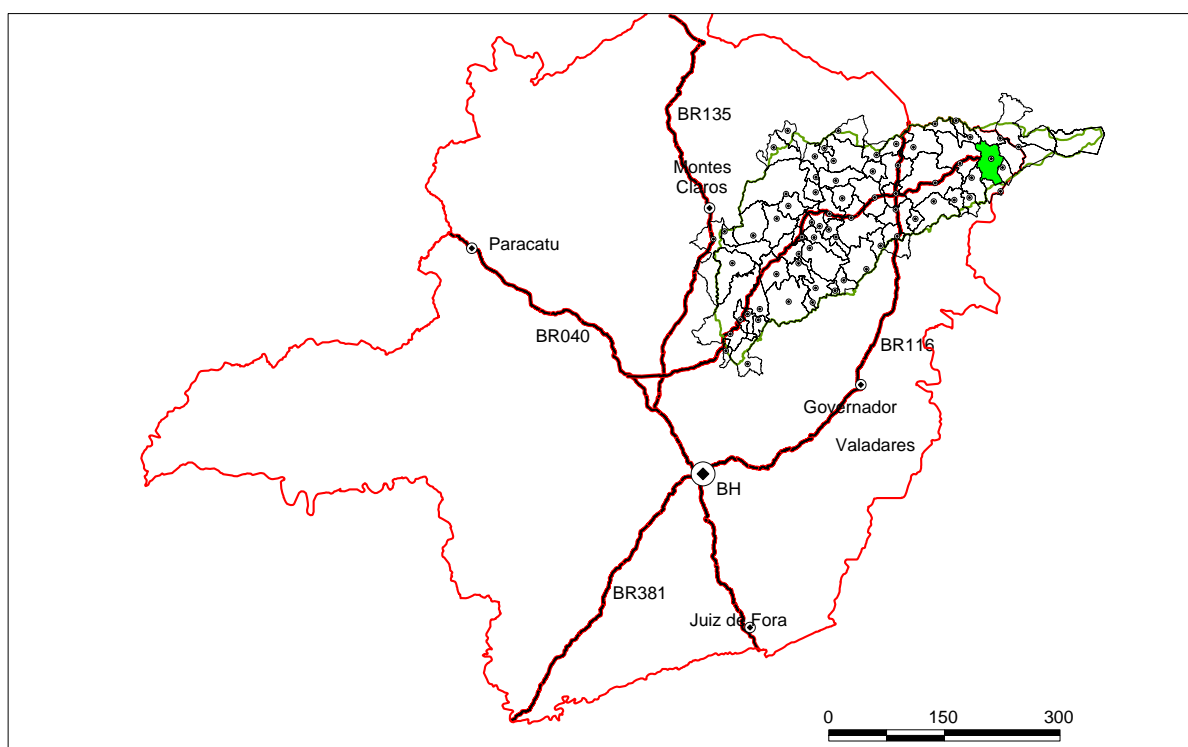 BR135
Montes
Claros
Paracatu
BR040
BR116
Governador
Valadares
BH
BR381
Juiz de Fora
0 150 300